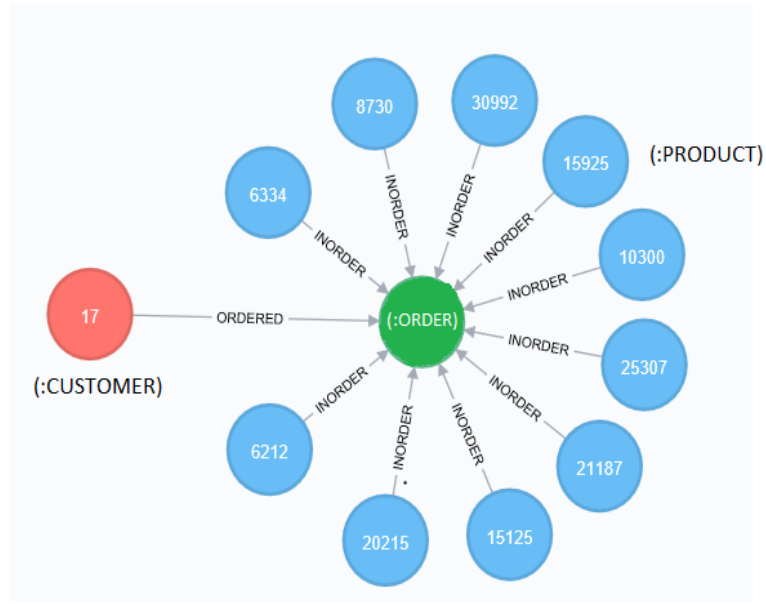 8730
30992
15925
(:PRODUCT)
6334
INORDER
INORDER
INORDER
INORDER
10300
INORDER
17
ORDERED
(:ORDER)
INORDER
25307
(:CUSTOMER)
INORDER
INORDER
INORDER
INORDER
6212
21187
20215
15125